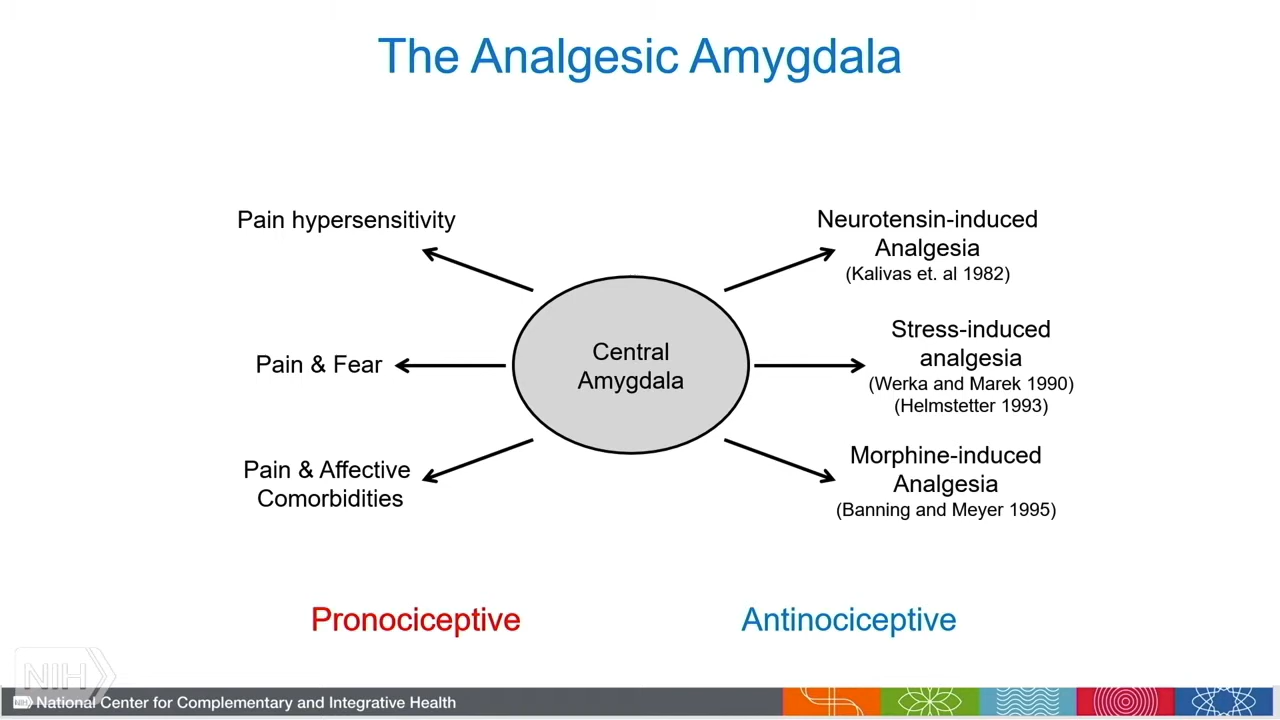 The Analgesic Amygdala
Pain hypersensitivity
Pain & Fear
Pain & Affective
Comorbidities
Central
Amygdala
Neurotensin-induced
Analgesia
(Kalivas et. al 1982)
Stress-induced
analgesia
(Werka and Marek 1990)
(Helmstetter 1993)
Morphine-induced
Analgesia
(Banning and Meyer 1995)
Pronociceptive
Antinociceptive
NIH
NIH National Center for Complementary and Integrative Health